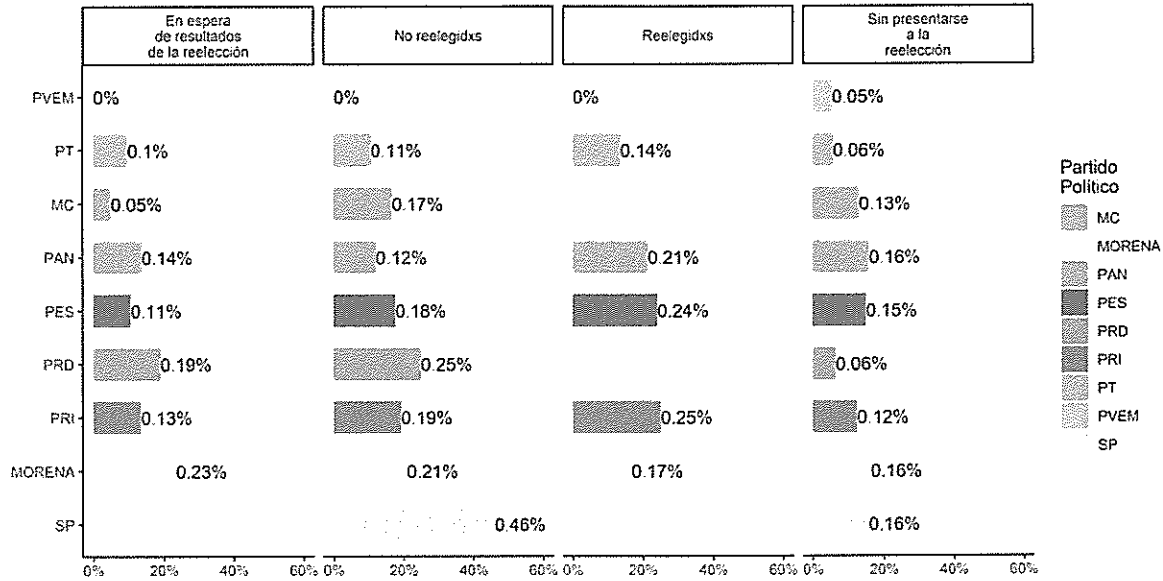 En espera
de resultados
de la reelección
No reelegidxs
Reelegidxs
Sin presentarse
a la
reelección
PVEM 0% 0% 0% 0.05%
PT 0.1% 0.11% 0.14% 0.06%
MC 0.05% 0.17% 0.13%
PAN 0.14% 0.12% 0.21% 0.16%
PES 0.11% 0.18% 0.24% 0.15%
PRD 0.19% 0.25% 0.06%
PRI 0.13% 0.19% 0.25% 0.12%
MORENA 0.23% 0.21% 0.17% 0.16%
SP 0.46% 0.16%
0% 20% 40% 60% 0% 20% 40% 60% 0% 20% 40% 60% 0% 20% 40% 60%
Partido
Político
MC
MORENA
PAN
PES
PRD
PRI
PT
PVEM
SP